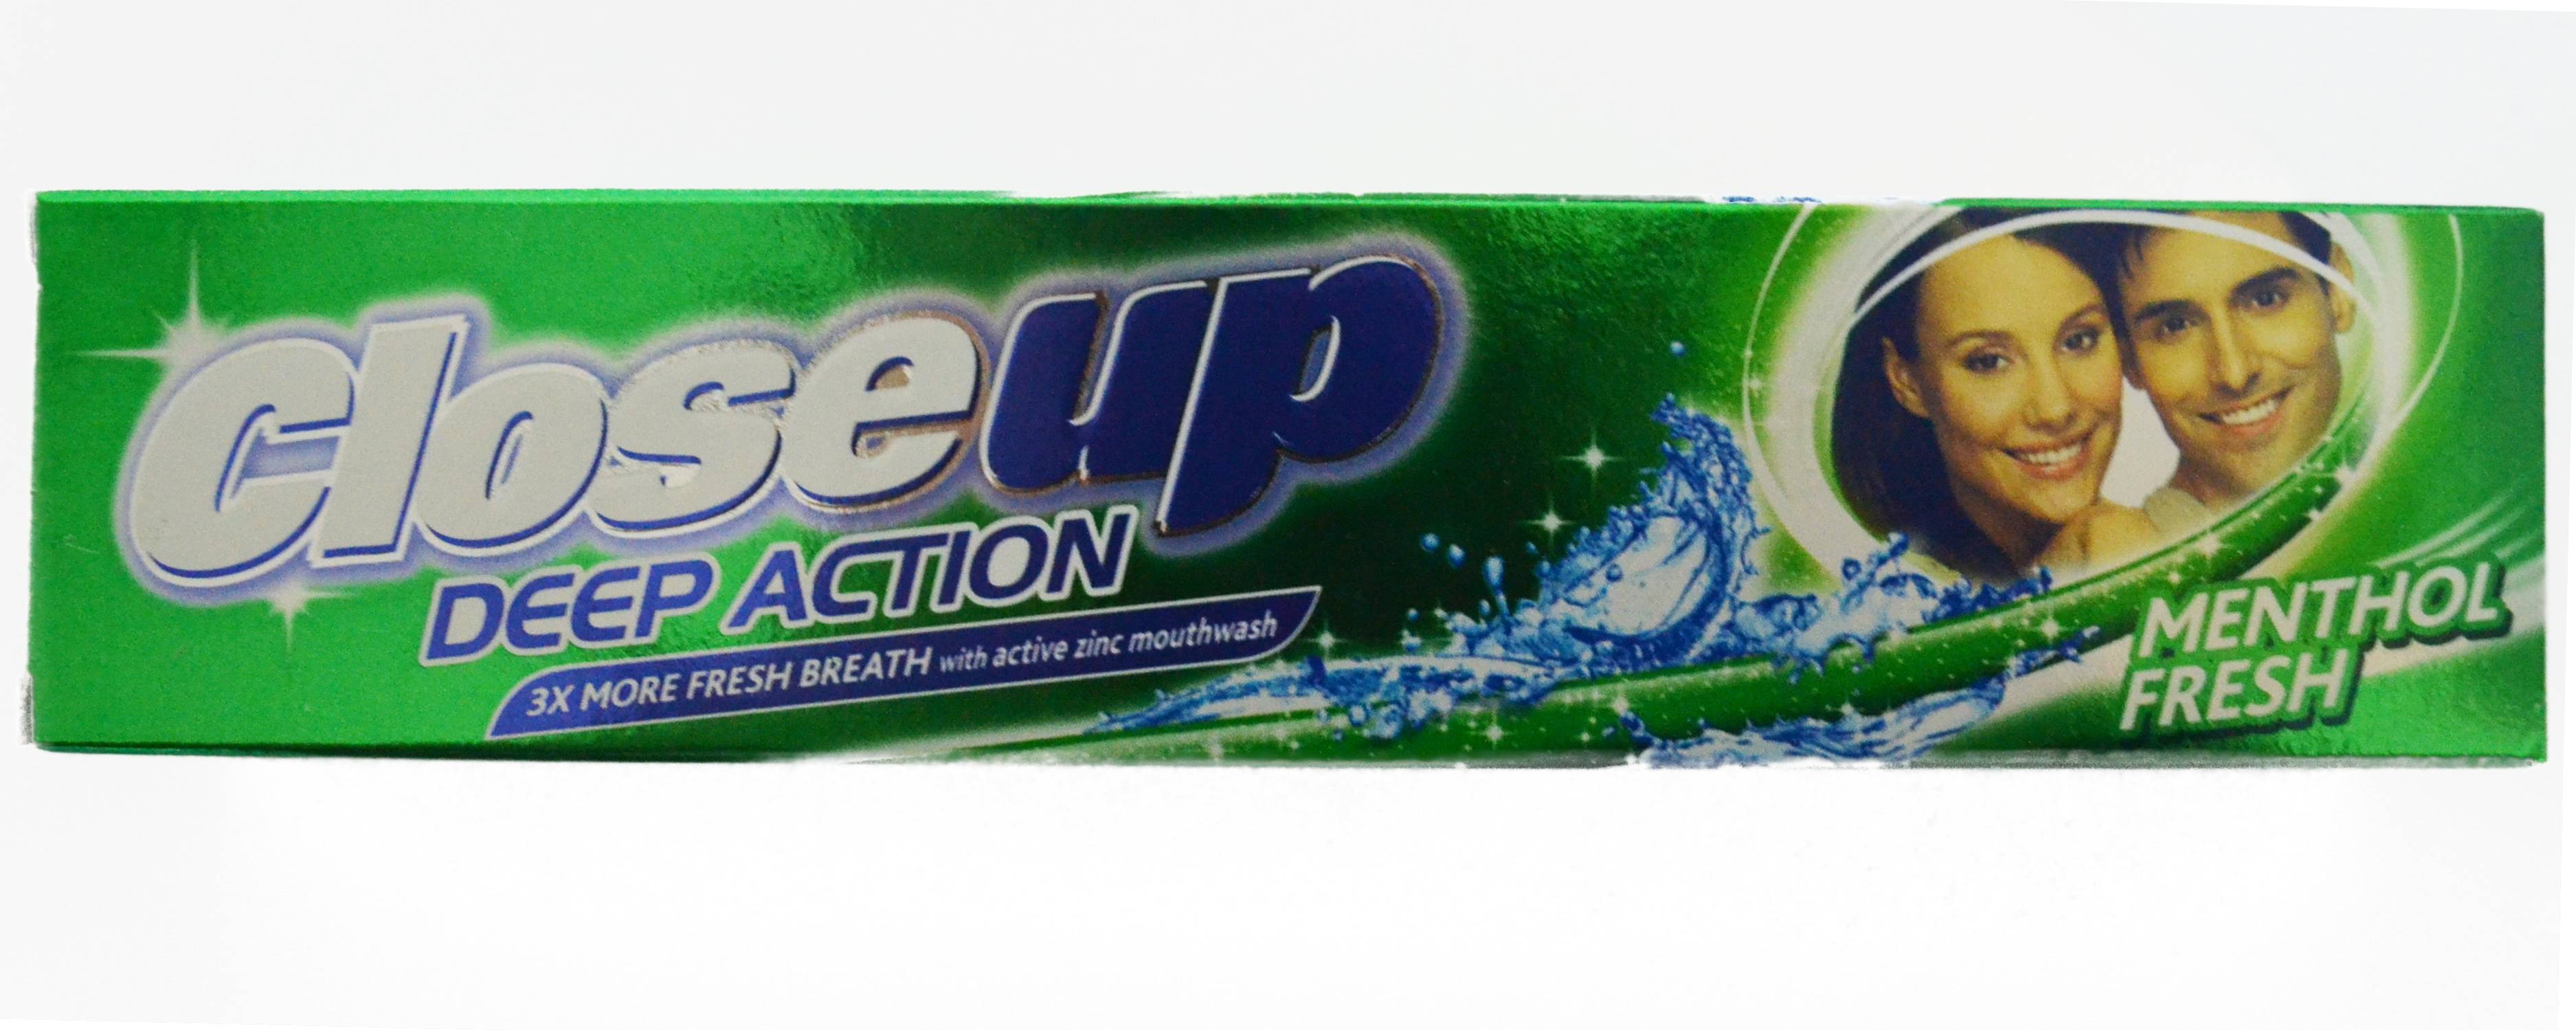 closeup
DEEP ACTION
3X MORE FRESH BREATH with active zinc mouthwash
MENTHOL
FRESH